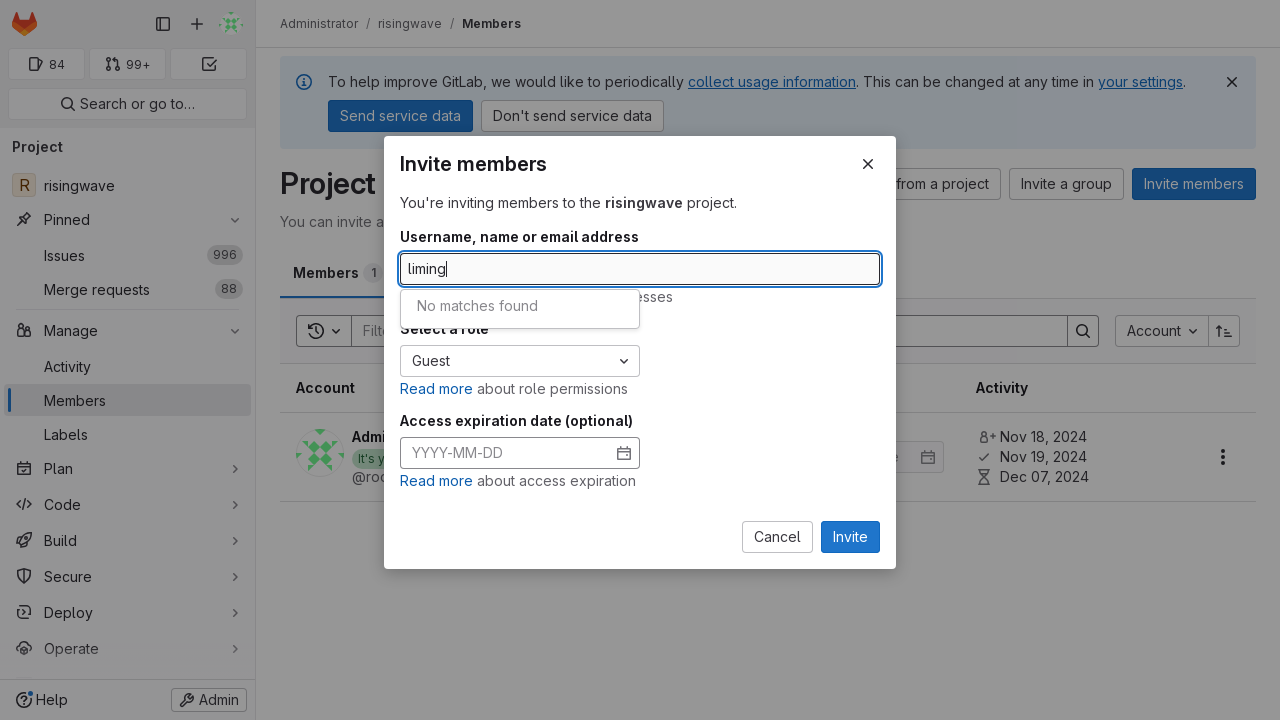 Administrator / risingwave / Members
84
99+
Search or go to…
To help improve GitLab, we would like to periodically collect usage information. This can be changed at any time in your settings.
Send service data
Don't send service data
Project
risingwave
R
Pinned
Issues 996
Merge requests 88
Manage
Activity
Members
Labels
Plan
Code
Build
Secure
Deploy
Operate
Help
Admin
Project
from a project
Invite a group
Invite members
You can invite a
Members 1
Account
Account
Activity
Nov 18, 2024
Nov 19, 2024
Dec 07, 2024
Invite members
You're inviting members to the risingwave project.
Username, name or email address
liming
No matches found
Select a role
Guest
Read more about role permissions
Access expiration date (optional)
YYYY-MM-DD
Read more about access expiration
Cancel
Invite